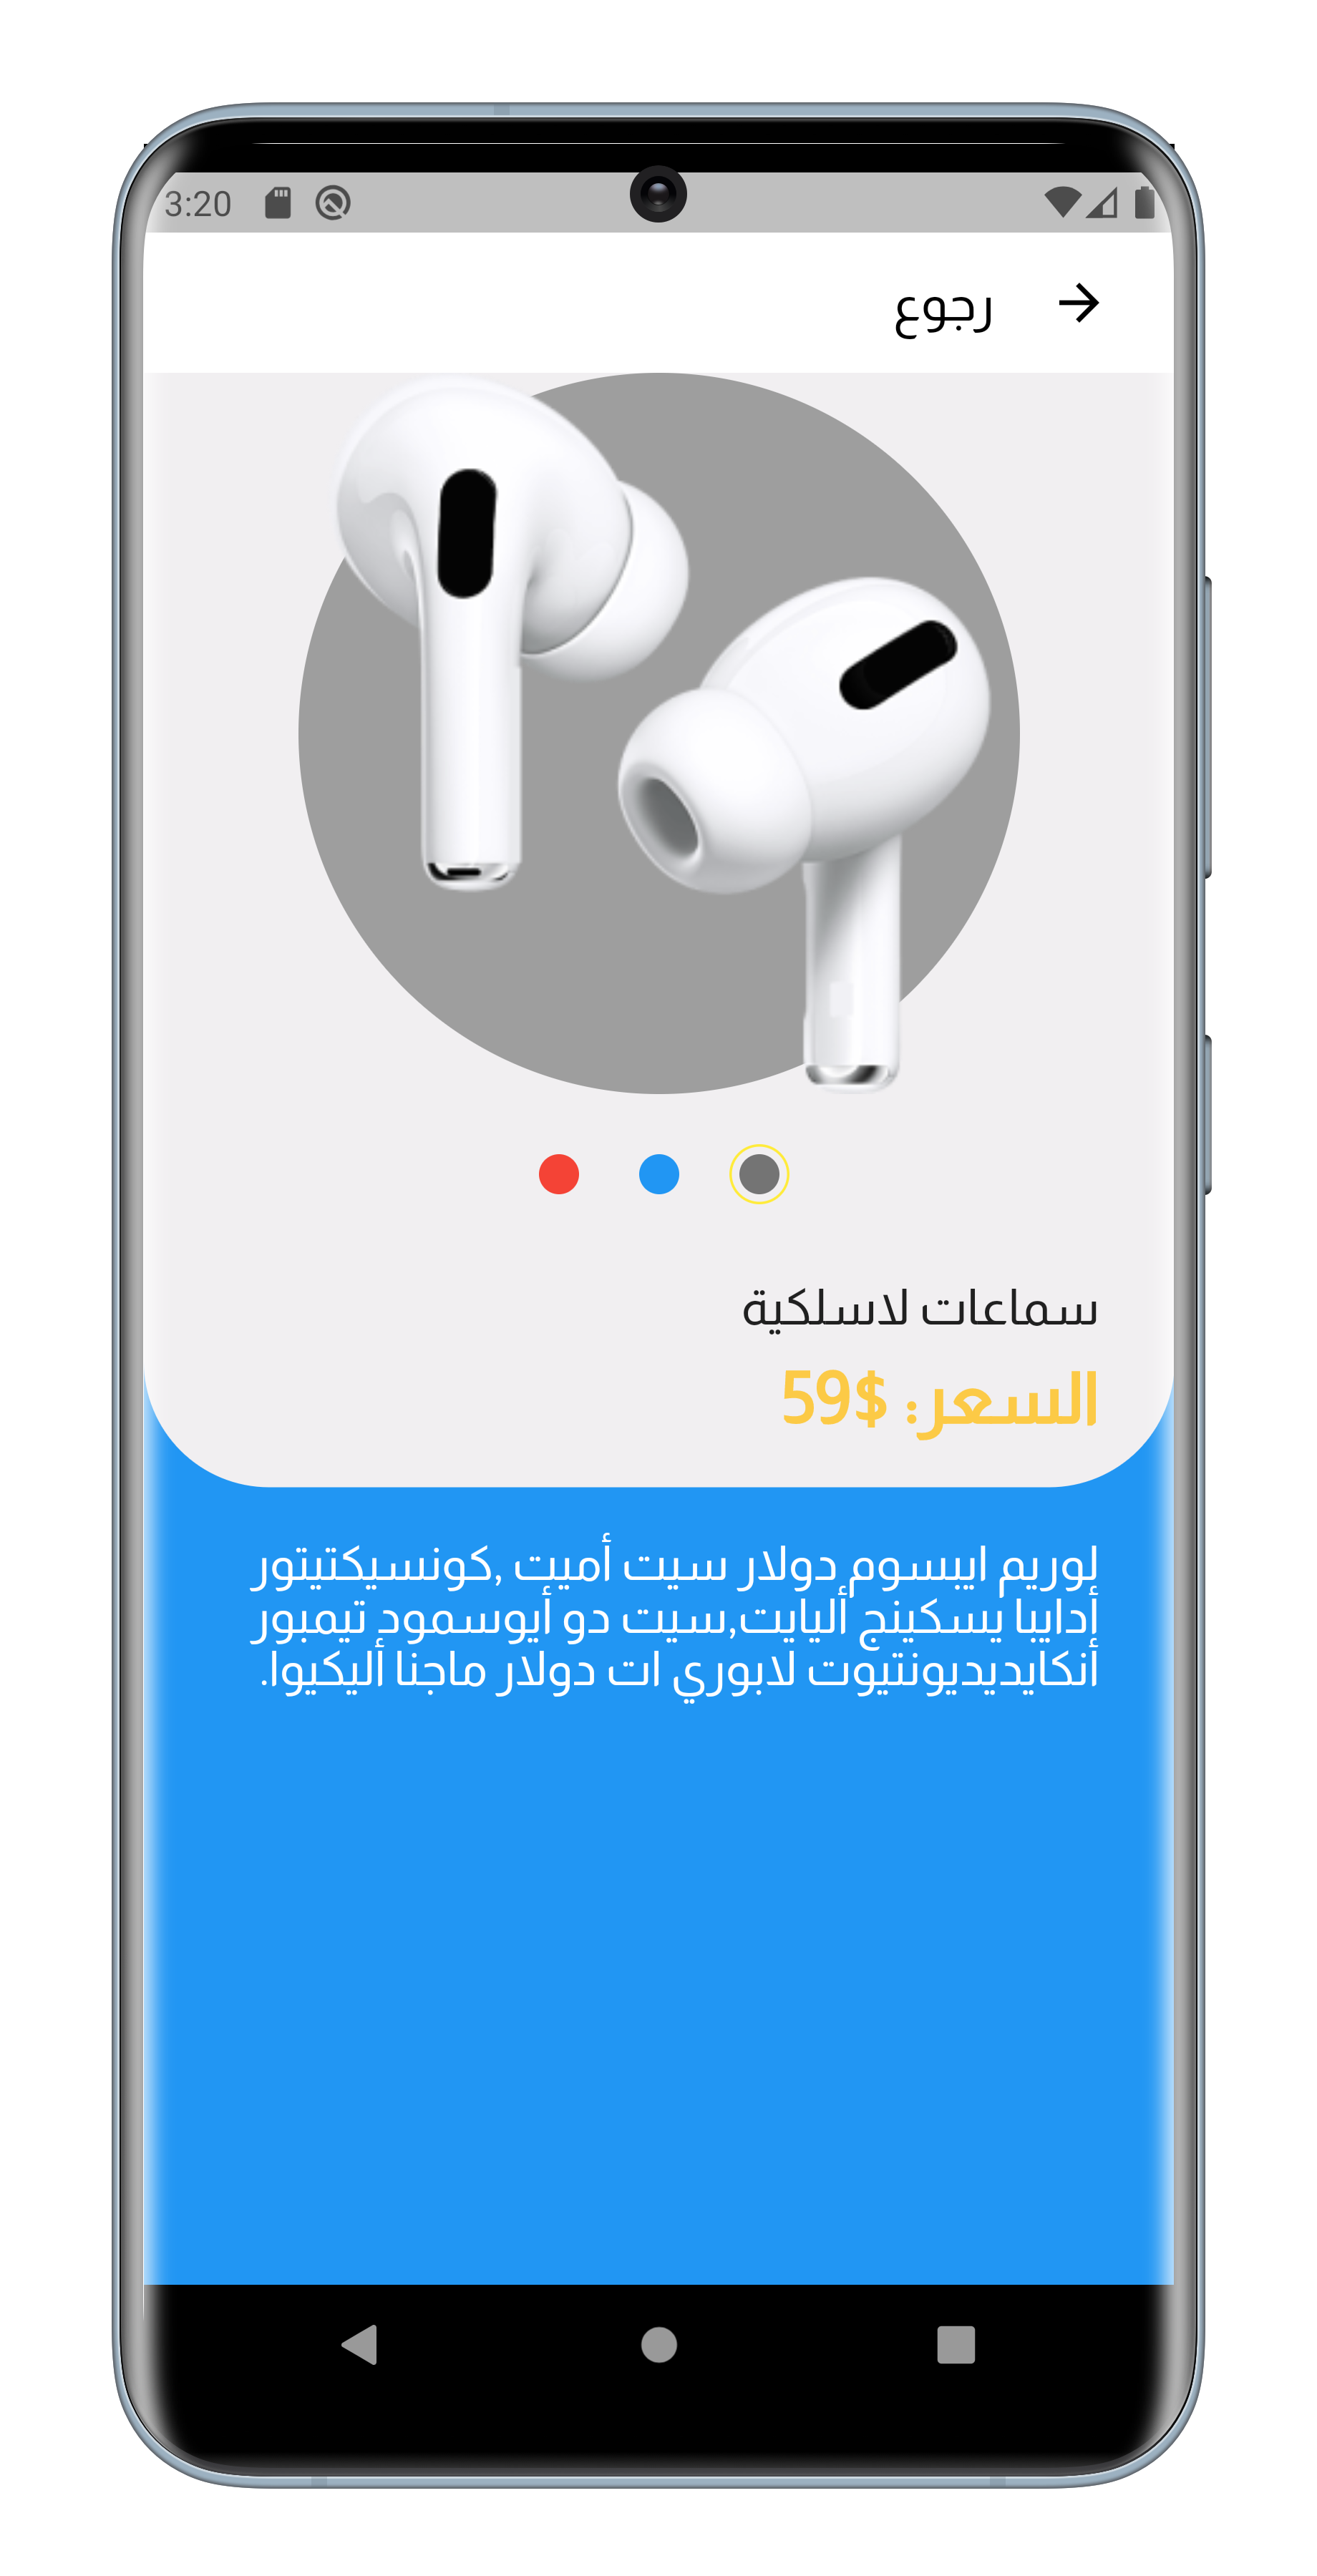 3:20
رجوع
سماعات لاسلكية
السعر: $59
لوريم ايبسوم دولار سيت أميت ,كونسيكتيتور
أدايبا يسكينج أليايت,سيت دو أيوسمود تيمبور
أنكايديديونتيوت لابوري ات دولار ماجنا أليكيوا.